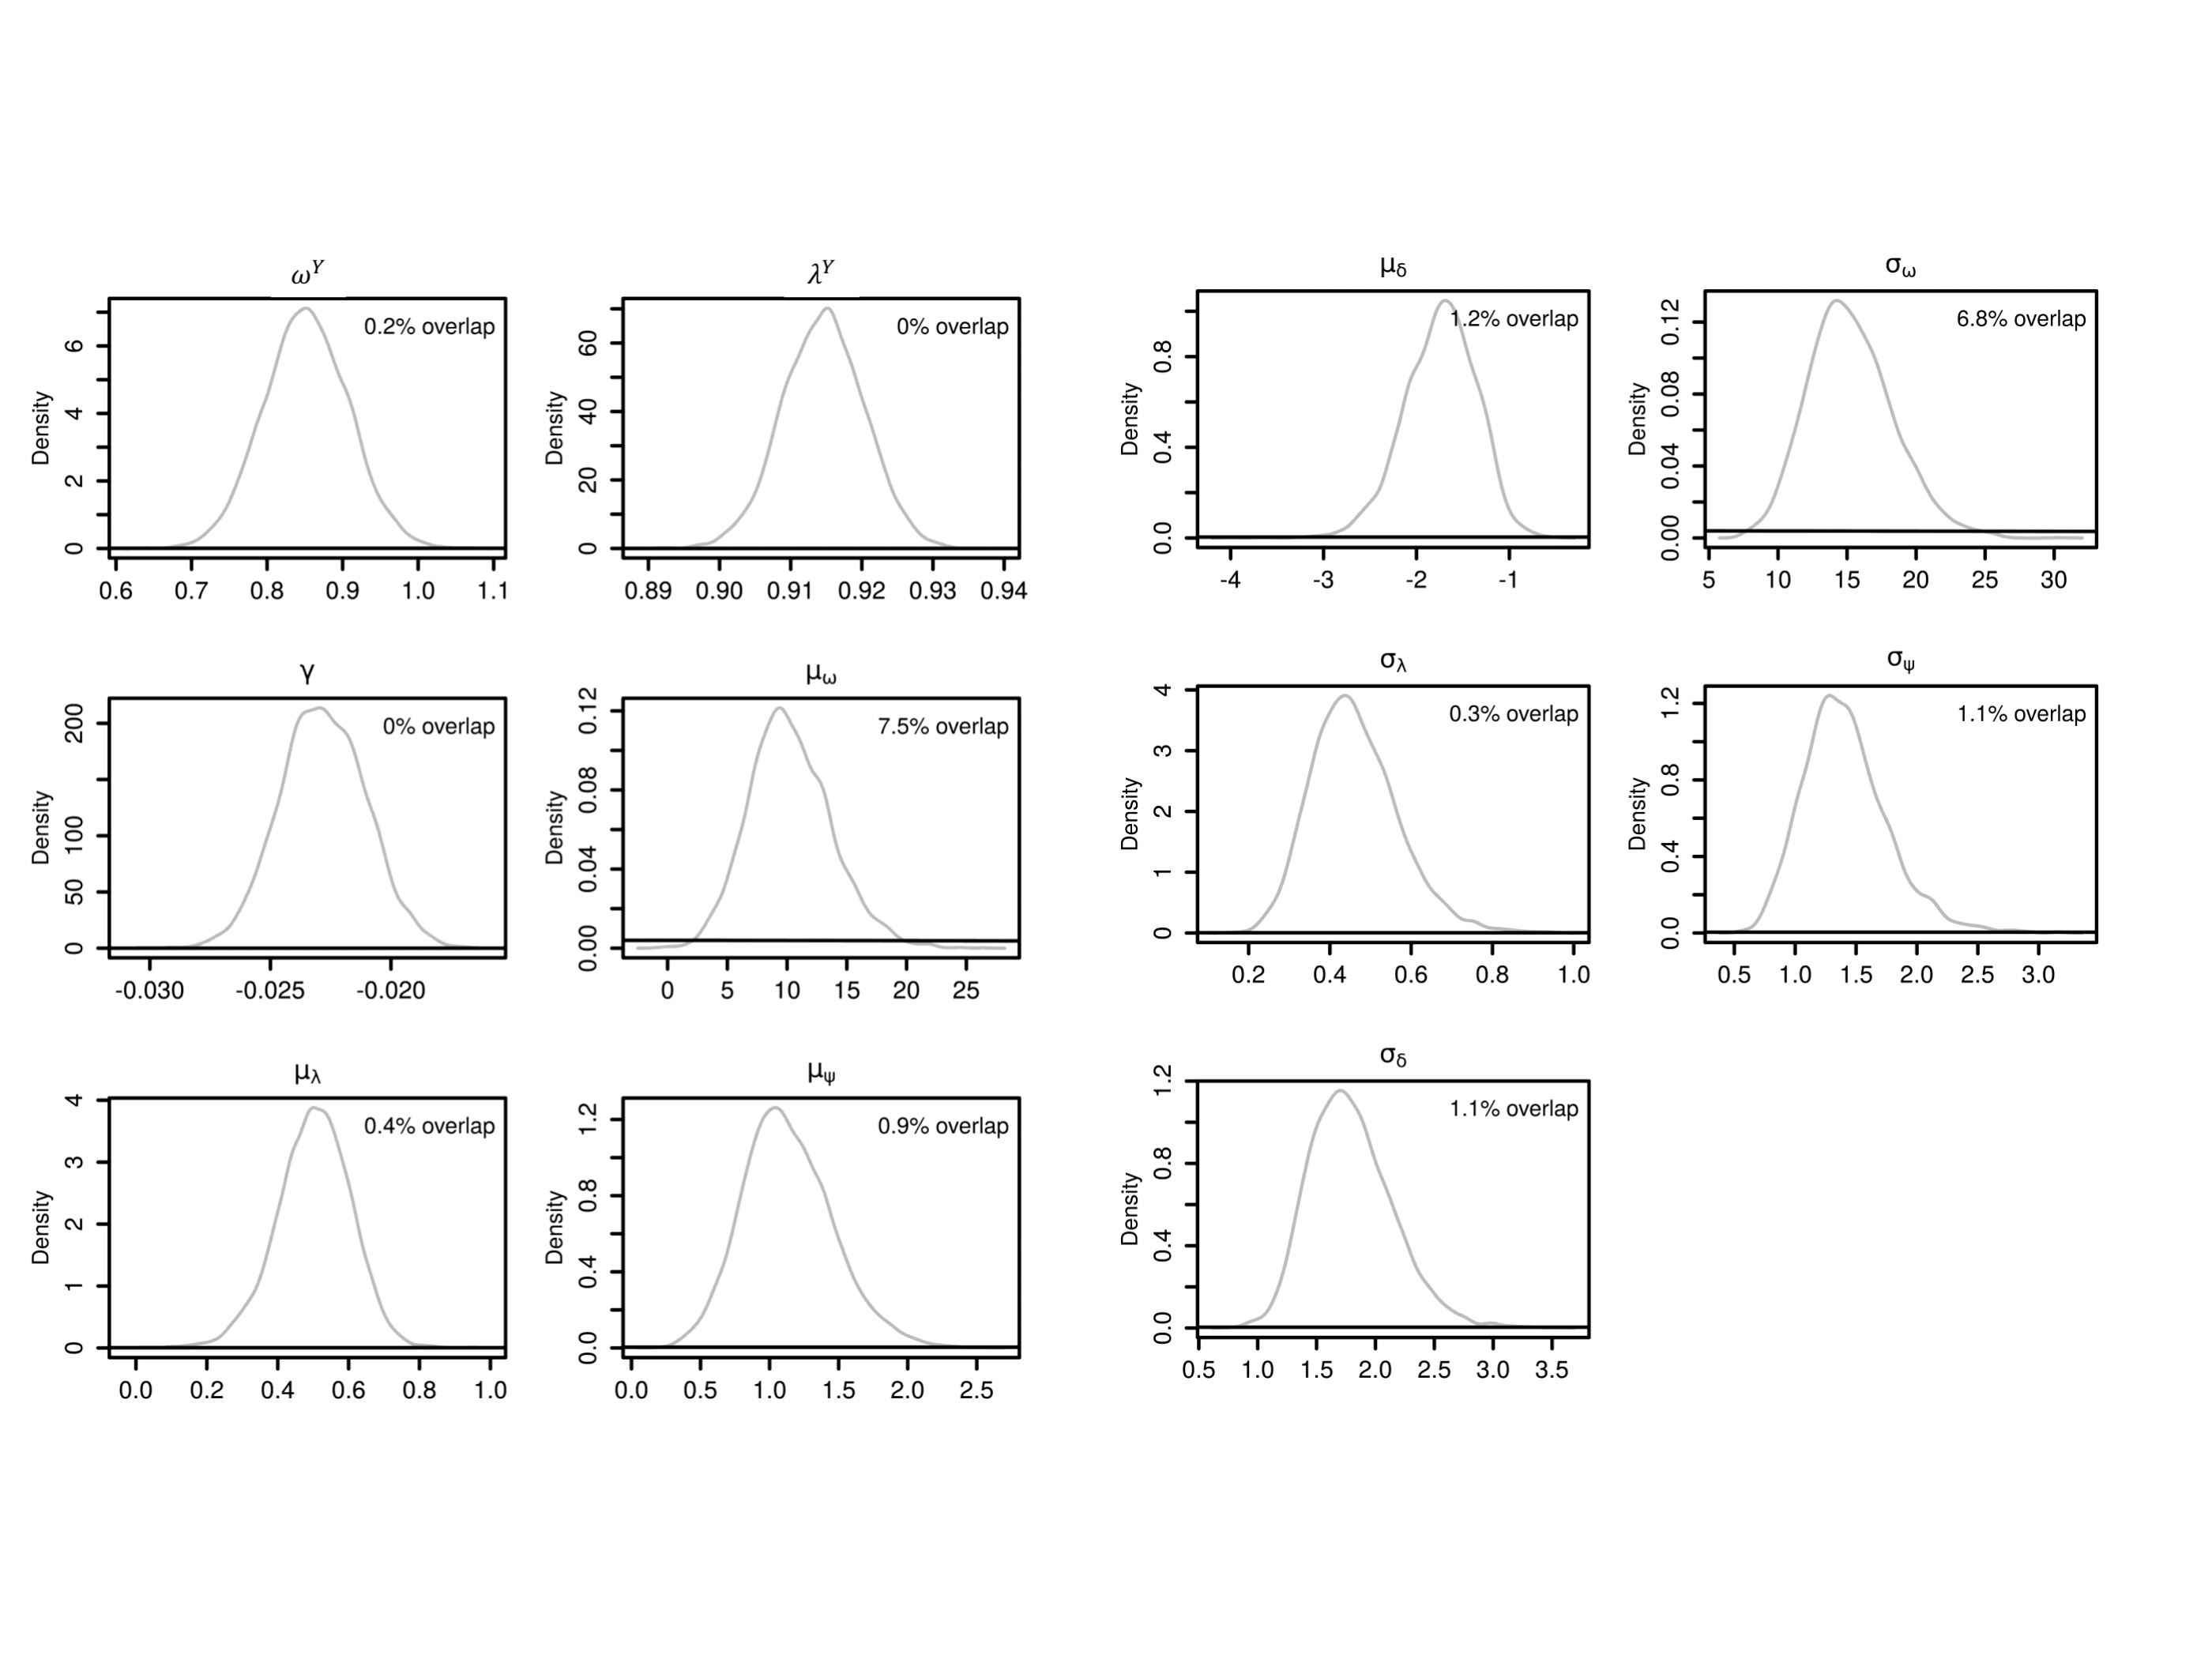 ω^Y
0.2% overlap
Density
0 2 4 6
0.6 0.7 0.8 0.9 1.0 1.1
λ^Y
0% overlap
Density
0 20 40 60
0.89 0.90 0.91 0.92 0.93 0.94
μδ
1.2% overlap
Density
0.0 0.4 0.8
-4 -3 -2 -1
σω
6.8% overlap
Density
0.00 0.04 0.08 0.12
5 10 15 20 25 30
γ
0% overlap
Density
0 50 100 200
-0.030 -0.025 -0.020
μω
7.5% overlap
Density
0.00 0.04 0.08 0.12
0 5 10 15 20 25
σλ
0.3% overlap
Density
0 1 2 3 4
0.2 0.4 0.6 0.8 1.0
σψ
1.1% overlap
Density
0.0 0.4 0.8 1.2
0.5 1.0 1.5 2.0 2.5 3.0
μλ
0.4% overlap
Density
0 1 2 3 4
0.0 0.2 0.4 0.6 0.8 1.0
μψ
0.9% overlap
Density
0.0 0.4 0.8 1.2
0.0 0.5 1.0 1.5 2.0 2.5
σδ
1.1% overlap
Density
0.0 0.4 0.8 1.2
0.5 1.0 1.5 2.0 2.5 3.0 3.5